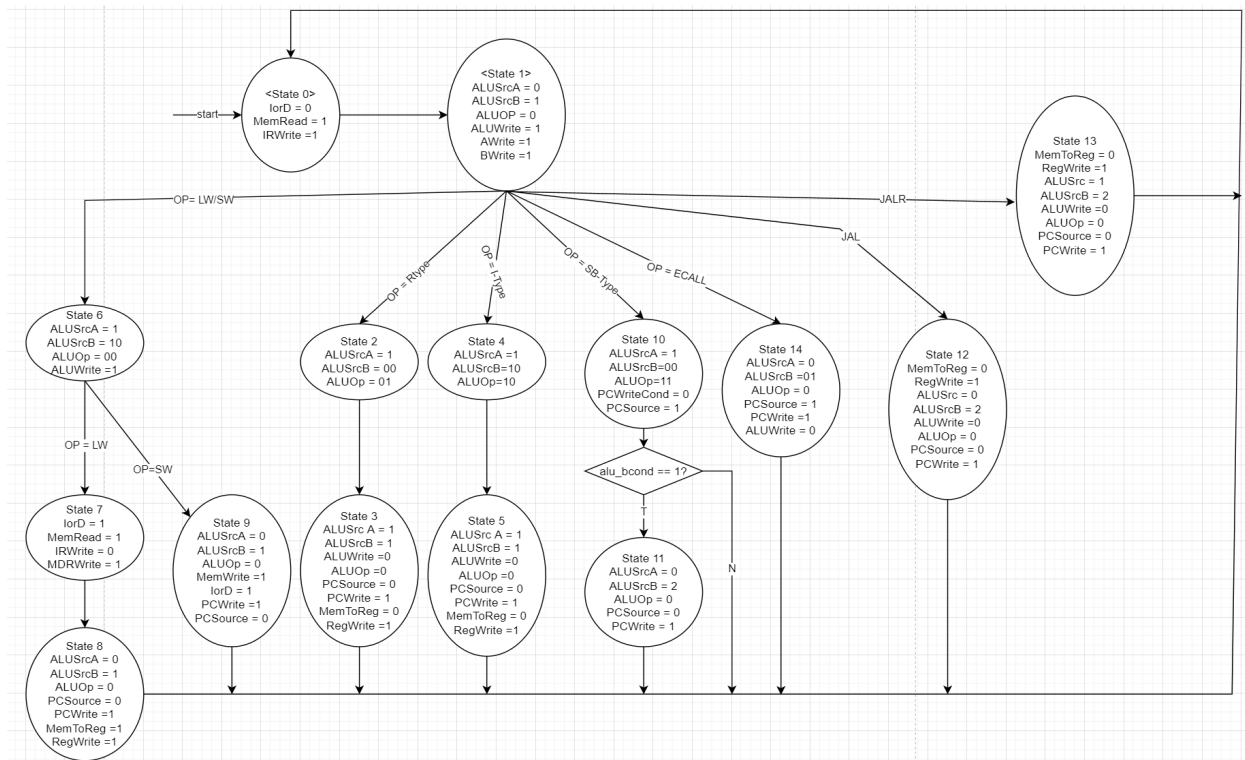 start
<State 0>
IorD = 0
MemRead = 1
IRWrite =1
<State 1>
ALUSrcA = 0
ALUSrcB = 1
ALUOP = 0
ALUWrite = 1
AWrite =1
BWrite =1
State 13
MemToReg = 0
RegWrite =1
ALUSrc = 1
ALUSrcB = 2
ALUWrite =0
ALUOp = 0
PCSource = 0
PCWrite = 1
OP= LW/SW
OP = Rtype
OP = I-Type
OP = SB-Type
OP = ECALL
JAL
JALR
State 6
ALUSrcA = 1
ALUSrcB = 10
ALUOp = 00
ALUWrite =1
State 2
ALUSrcA = 1
ALUSrcB = 00
ALUOp = 01
State 4
ALUSrcA =1
ALUSrcB=10
ALUOp=10
State 10
ALUSrcA = 1
ALUSrcB=00
ALUOp=11
PCWriteCond = 0
PCSource = 1
State 14
ALUSrcA = 0
ALUSrcB =01
ALUOp = 0
PCSource = 1
PCWrite =1
ALUWrite = 0
State 12
MemToReg = 0
RegWrite =1
ALUSrc = 0
ALUSrcB = 2
ALUWrite =0
ALUOp = 0
PCSource = 0
PCWrite = 1
OP = LW
OP=SW
alu_bcond == 1?
T
N
State 7
IorD = 1
MemRead = 1
IRWrite = 0
MDRWrite = 1
State 9
ALUSrcA = 0
ALUSrcB = 1
ALUOp = 0
MemWrite =1
IorD = 1
PCWrite =1
PCSource = 0
State 3
ALUSrc A = 1
ALUSrcB = 1
ALUWrite =0
ALUOp =0
PCSource = 0
PCWrite = 1
MemToReg = 0
RegWrite =1
State 5
ALUSrc A = 1
ALUSrcB = 1
ALUWrite =0
ALUOp =0
PCSource = 0
PCWrite = 1
MemToReg = 0
RegWrite =1
State 11
ALUSrcA = 0
ALUSrcB = 2
ALUOp = 0
PCSource = 0
PCWrite = 1
State 8
ALUSrcA = 0
ALUSrcB = 1
ALUOp = 0
PCSource = 0
PCWrite =1
MemToReg =1
RegWrite =1